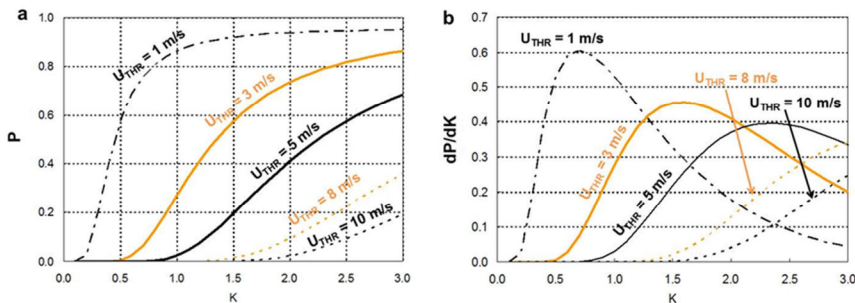 a
1.0
0.8
0.6
0.4
0.2
0.0
P
U_THR = 1 m/s
U_THR = 3 m/s
U_THR = 5 m/s
U_THR = 8 m/s
U_THR = 10 m/s
0.0 0.5 1.0 1.5 2.0 2.5 3.0
K
b
0.7
0.6
0.5
0.4
0.3
0.2
0.1
0.0
dP/dK
U_THR = 1 m/s
U_THR = 8 m/s
U_THR = 10 m/s
U_THR = 3 m/s
U_THR = 5 m/s
0.0 0.5 1.0 1.5 2.0 2.5 3.0
K